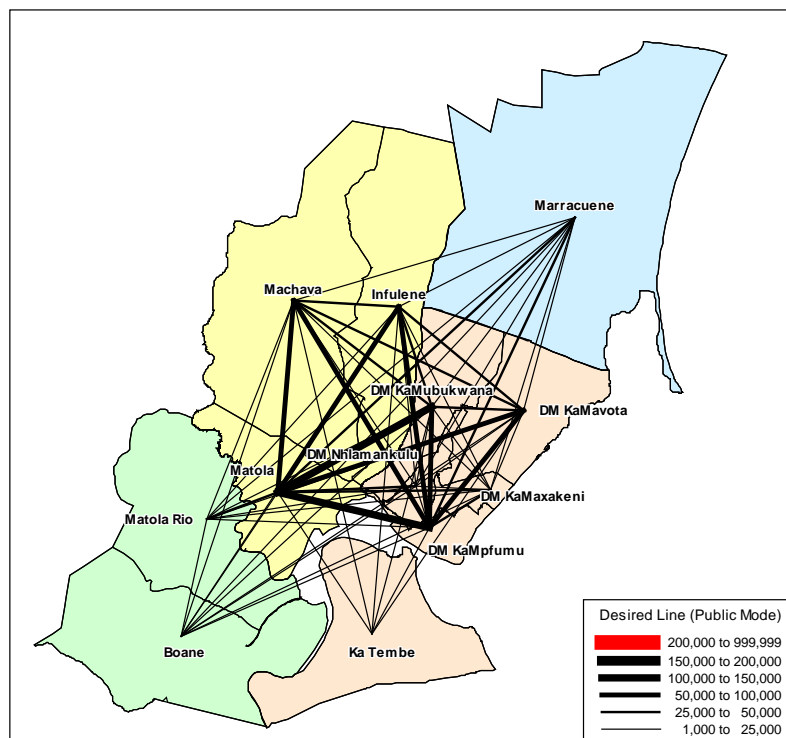 Marracuene
Machava
Infulene
DM KaMubukwana
DM KaMavota
DM Nhlamankulu
Matola
DM KaMaxakeni
Matola Rio
DM KaMpfumu
Boane
Ka Tembe
Desired Line (Public Mode)
200,000 to 999,999
150,000 to 200,000
100,000 to 150,000
50,000 to 100,000
25,000 to 50,000
1,000 to 25,000